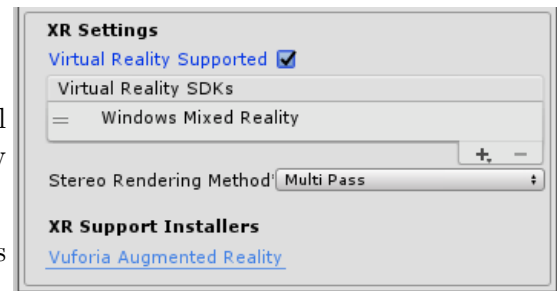 XR Settings
Virtual Reality Supported
Virtual Reality SDKs
Windows Mixed Reality
Stereo Rendering Method* Multi Pass
XR Support Installers
Vuforia Augmented Reality